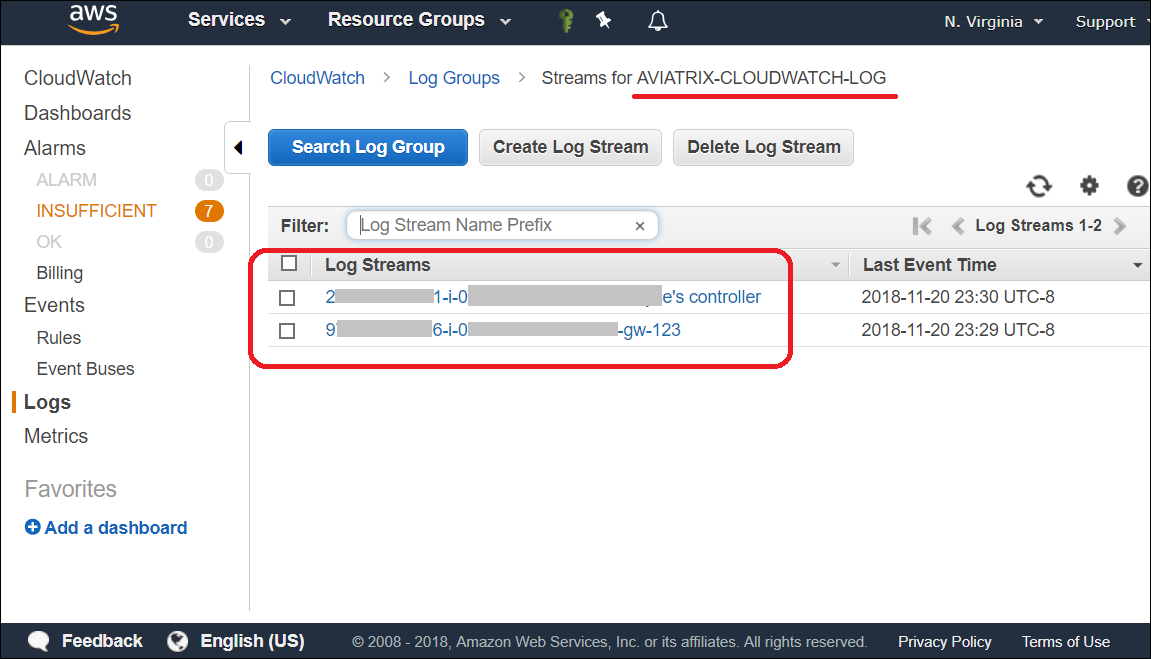 aws Services Resource Groups N. Virginia Support
CloudWatch
Dashboards
Alarms
ALARM 0
INSUFFICIENT 7
OK 0
Billing
Events
Rules
Event Buses
Logs
Metrics
Favorites
Add a dashboard
CloudWatch > Log Groups > Streams for AVIATRIX-CLOUDWATCH-LOG
Search Log Group Create Log Stream Delete Log Stream
?
Filter: Log Stream Name Prefix × Log Streams 1-2
Log Streams Last Event Time
2 1-i-0 e's controller 2018-11-20 23:30 UTC-8
9 6-i-0 -gw-123 2018-11-20 23:29 UTC-8
Feedback English (US) © 2008 - 2018, Amazon Web Services, Inc. or its affiliates. All rights reserved. Privacy Policy Terms of Use